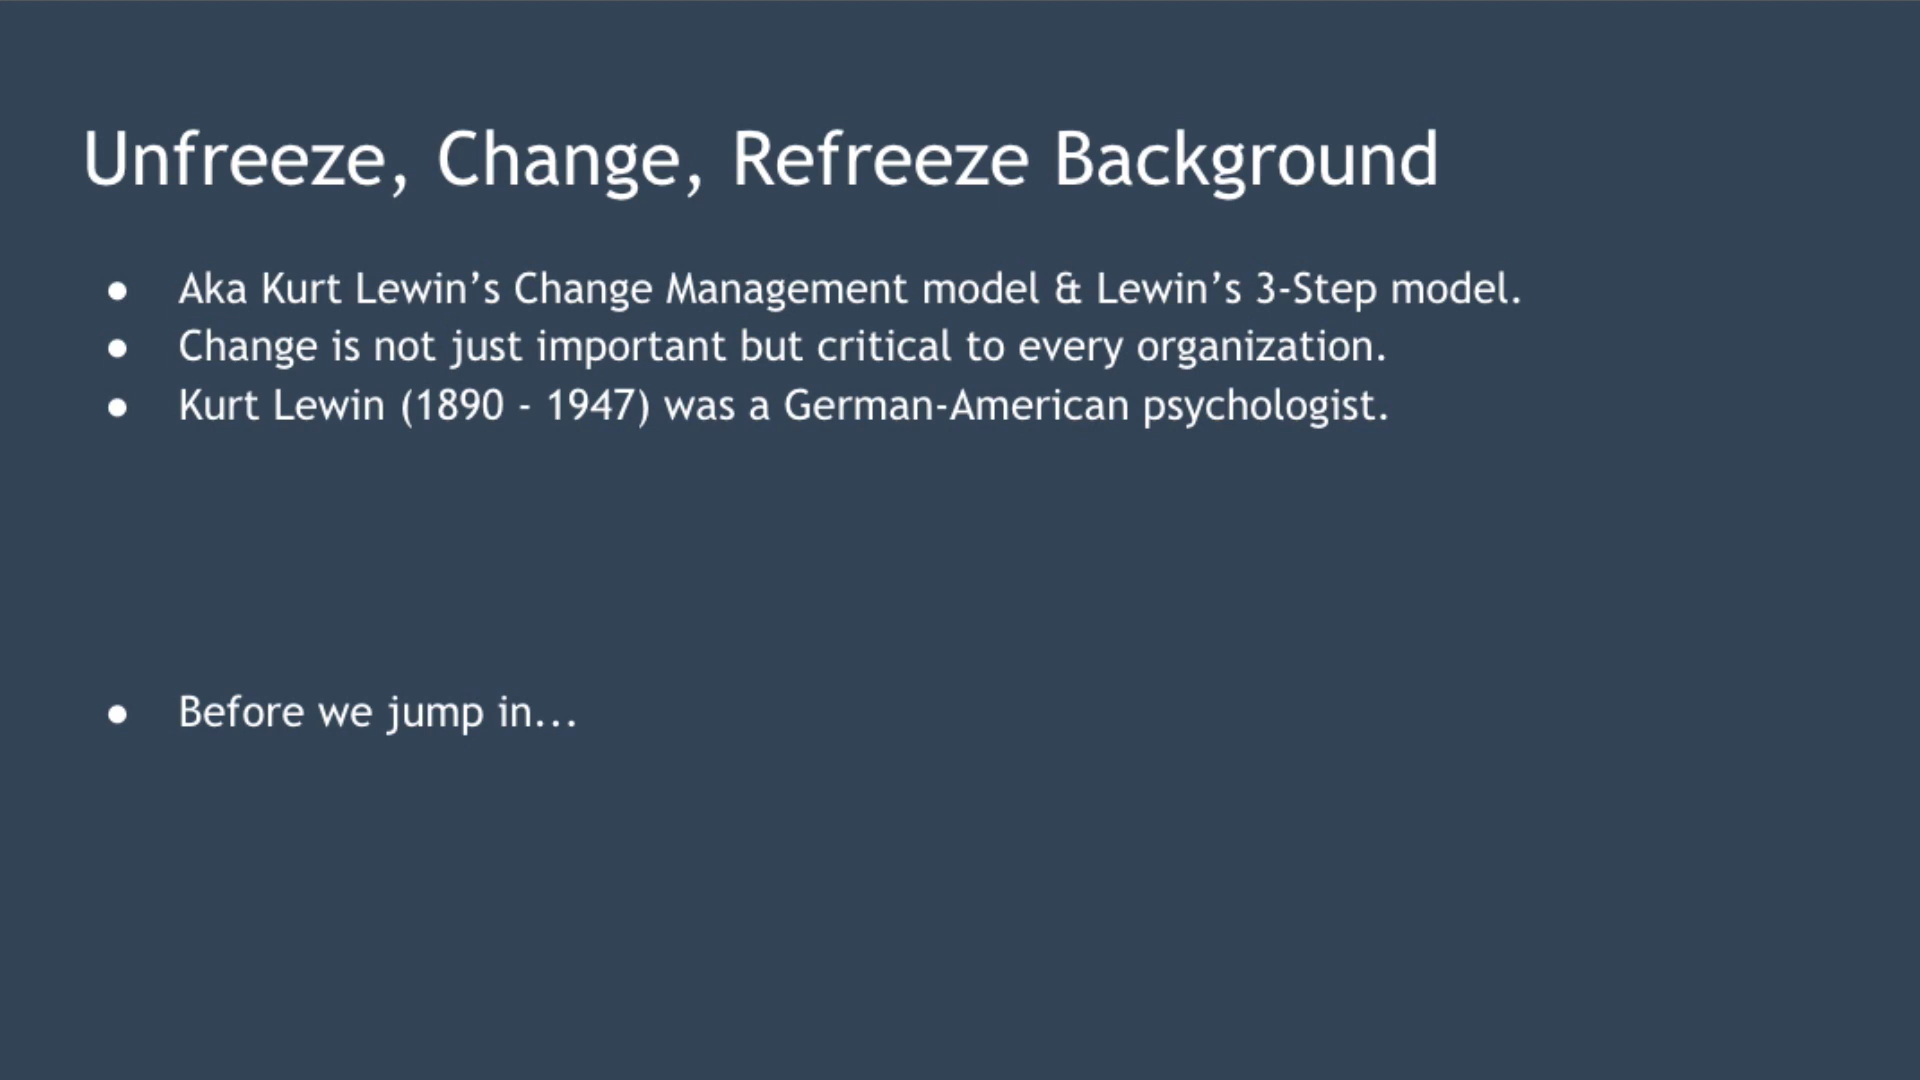 Unfreeze, Change, Refreeze Background
● Aka Kurt Lewin’s Change Management model & Lewin’s 3-Step model.
● Change is not just important but critical to every organization.
● Kurt Lewin (1890 - 1947) was a German-American psychologist.
● Before we jump in...